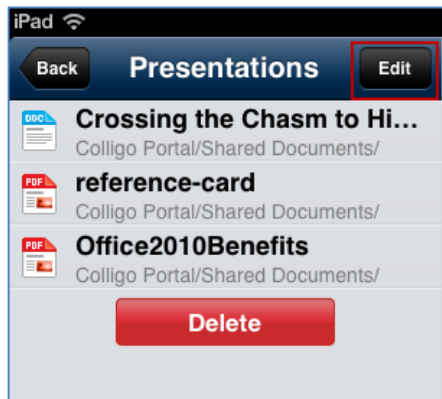 iPad
Back Presentations Edit
DOC Crossing the Chasm to Hi...
Colligo Portal/Shared Documents/
PDF reference-card
Colligo Portal/Shared Documents/
PDF Office2010Benefits
Colligo Portal/Shared Documents/
Delete